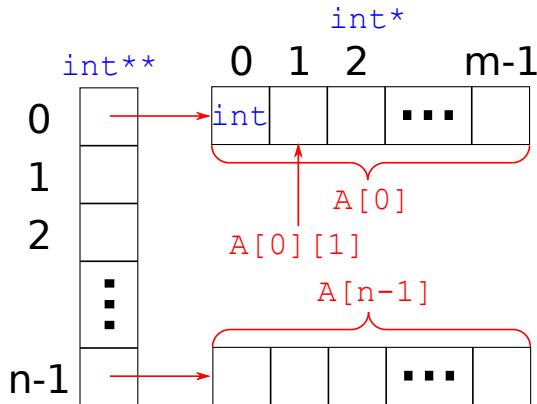 int*
int**
0 1 2 m-1
0
int
...
1
A[0]
2
A[0][1]
A[n-1]
n-1
...